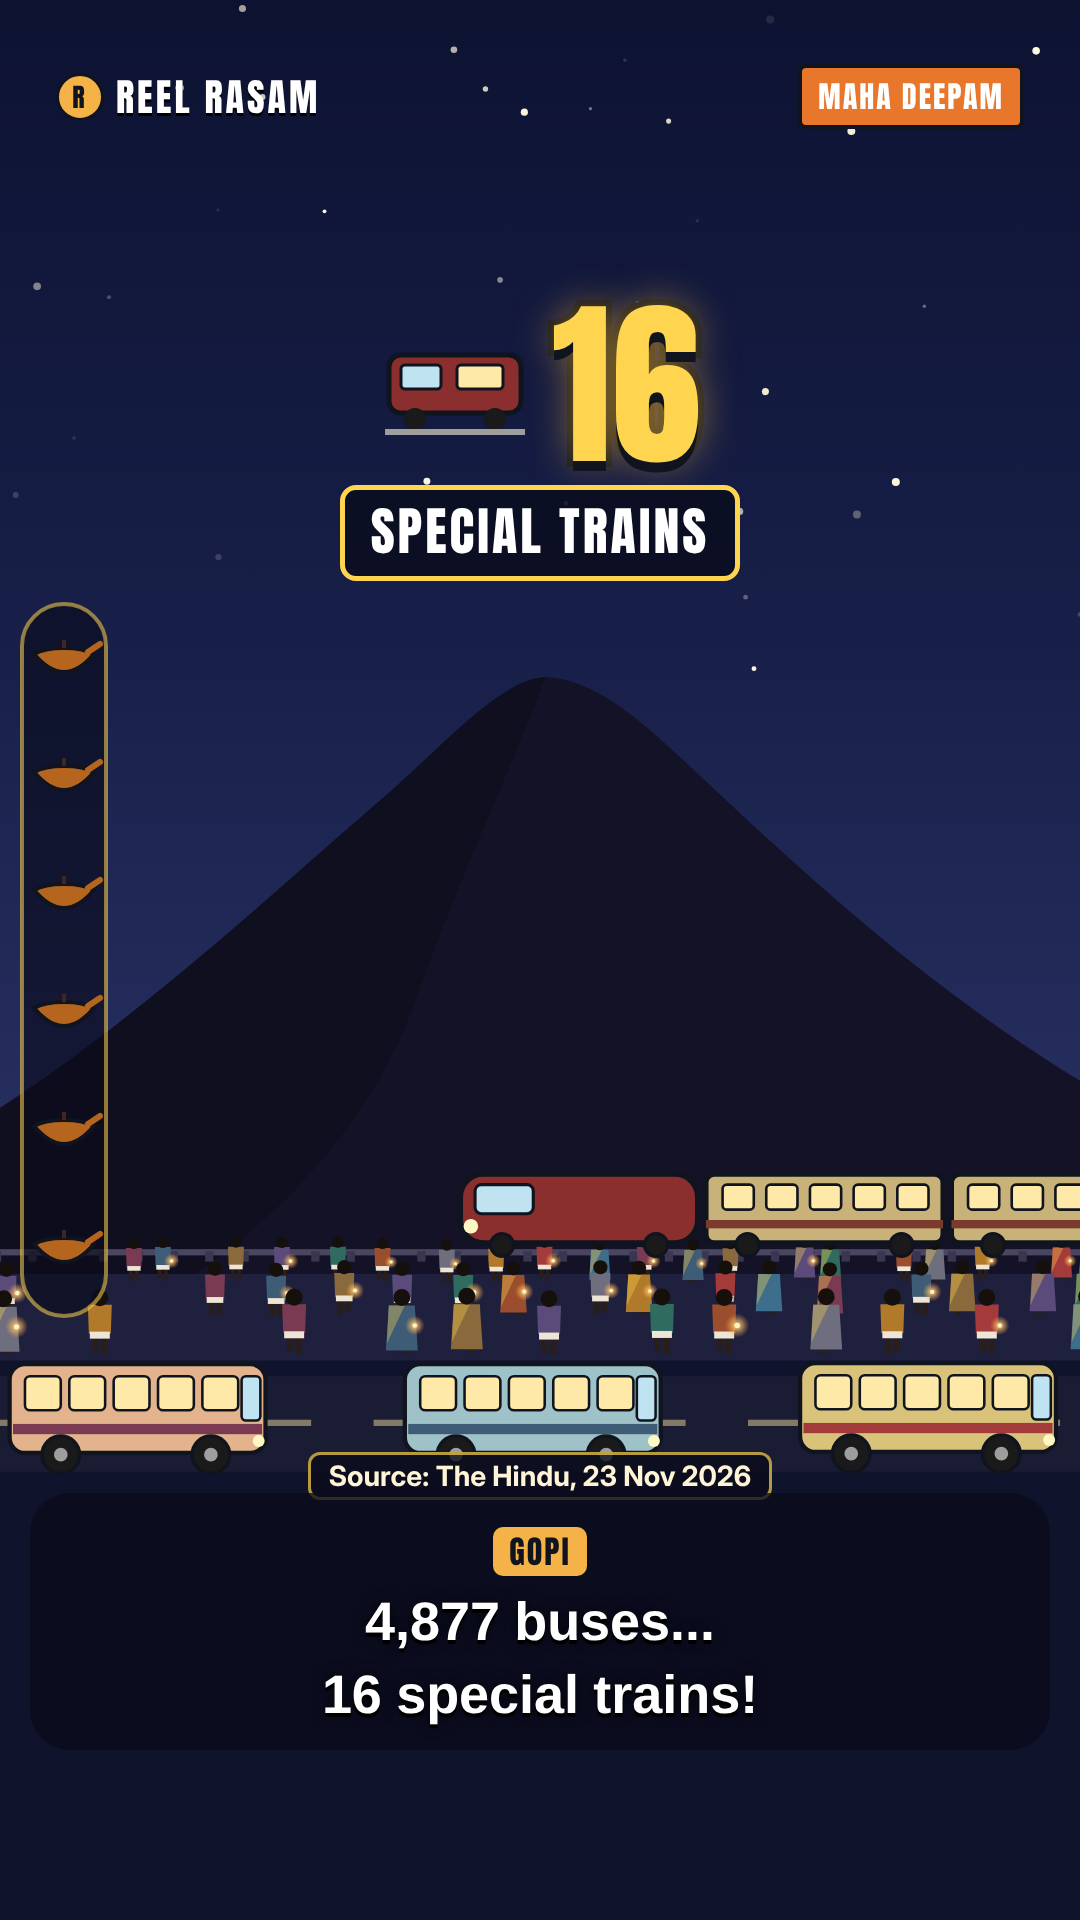 R REEL RASAM
MAHA DEEPAM
16
SPECIAL TRAINS
Source: The Hindu, 23 Nov 2026
GOPI
4,877 buses...
16 special trains!